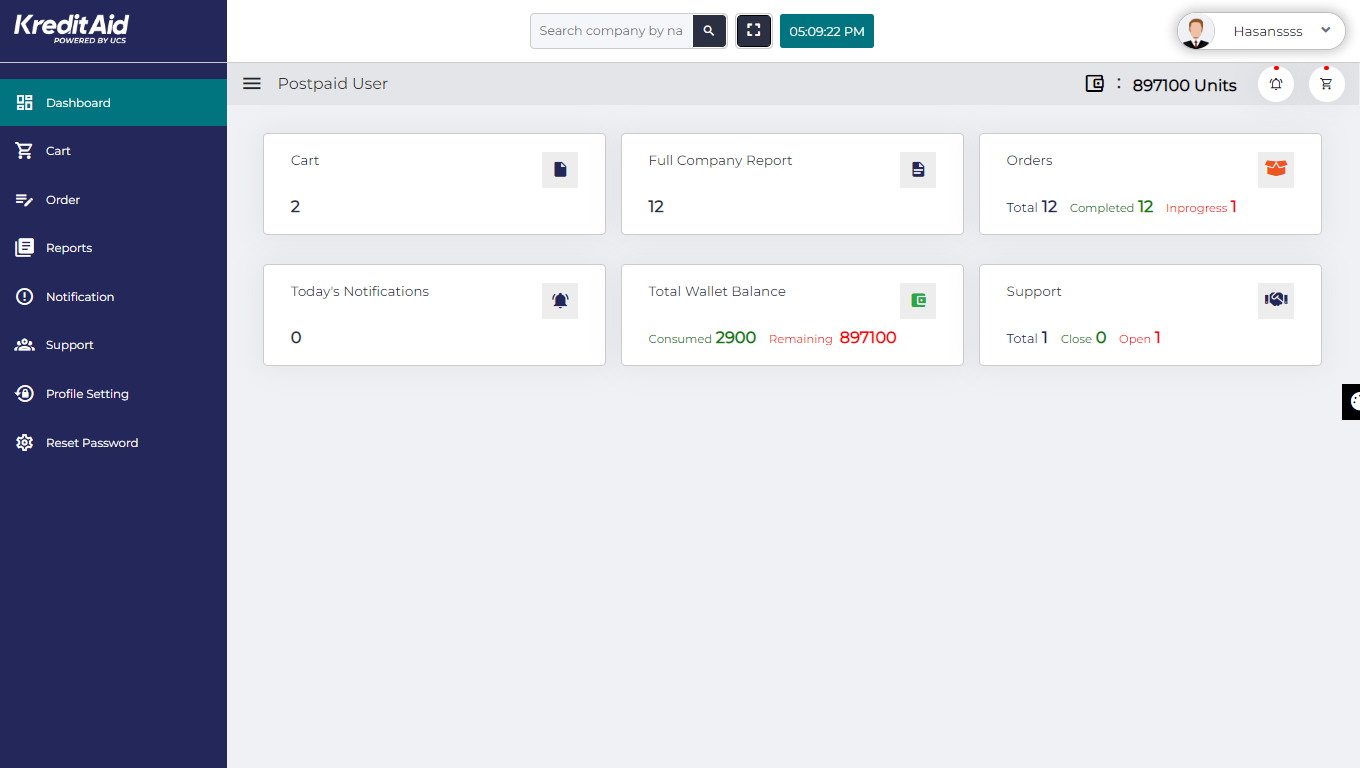 KreditAid
POWERED BY UCS
Search company by na
05:09:22 PM
Hasanssss
Postpaid User
: 897100 Units
Dashboard
Cart
Order
Reports
Notification
Support
Profile Setting
Reset Password
Cart
2
Full Company Report
12
Orders
Total 12 Completed 12 Inprogress 1
Today's Notifications
0
Total Wallet Balance
Consumed 2900 Remaining 897100
Support
Total 1 Close 0 Open 1